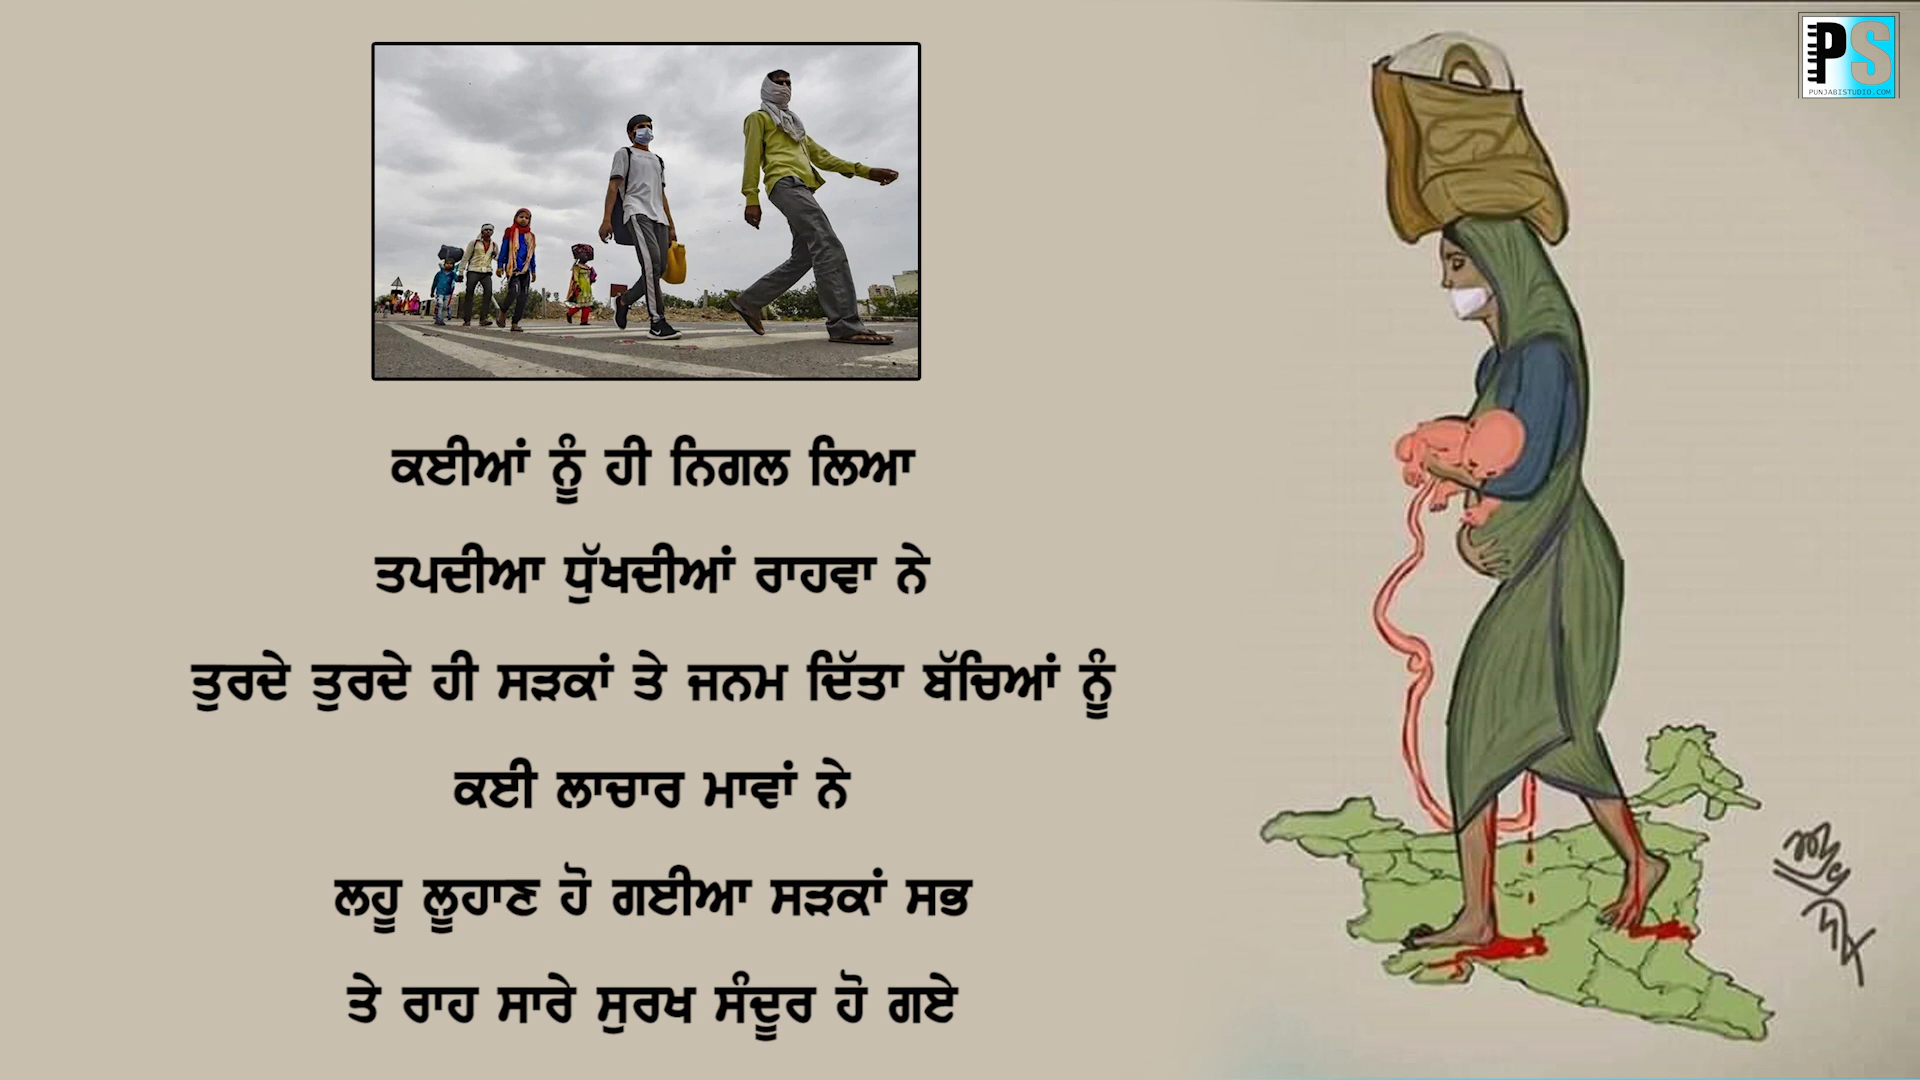 PS
PUNJABISTUDIO.COM
ਕਈਆਂ ਨੂੰ ਹੀ ਨਿਗਲ ਲਿਆ
ਤਪਦੀਆ ਧੁੱਖਦੀਆਂ ਰਾਹਵਾ ਨੇ
ਤੁਰਦੇ ਤੁਰਦੇ ਹੀ ਸੜਕਾਂ ਤੇ ਜਨਮ ਦਿੱਤਾ ਬੱਚਿਆਂ ਨੂੰ
ਕਈ ਲਾਚਾਰ ਮਾਵਾਂ ਨੇ
ਲਹੂ ਲੂਹਾਣ ਹੋ ਗਈਆ ਸੜਕਾਂ ਸਭ
ਤੇ ਰਾਹ ਸਾਰੇ ਸੁਰਖ ਸੰਦੂਰ ਹੋ ਗਏ